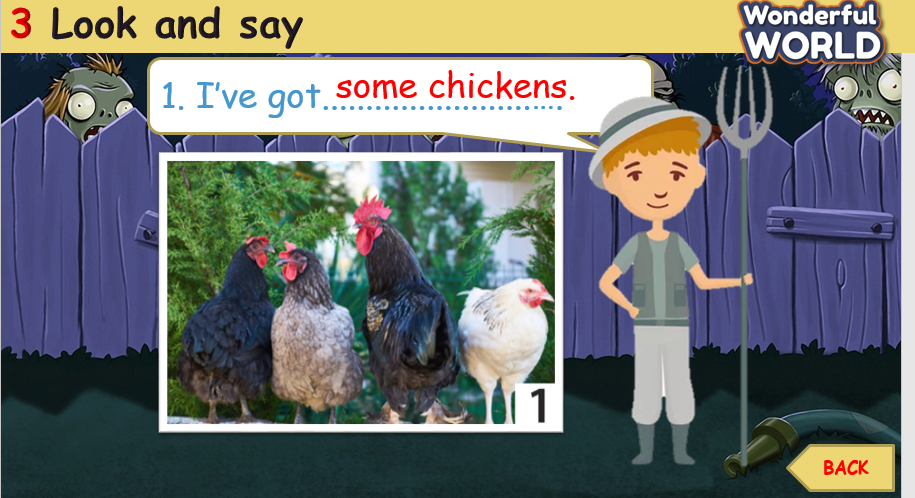 3 Look and say
Wonderful
WORLD
1. I've got some chickens.
1
BACK